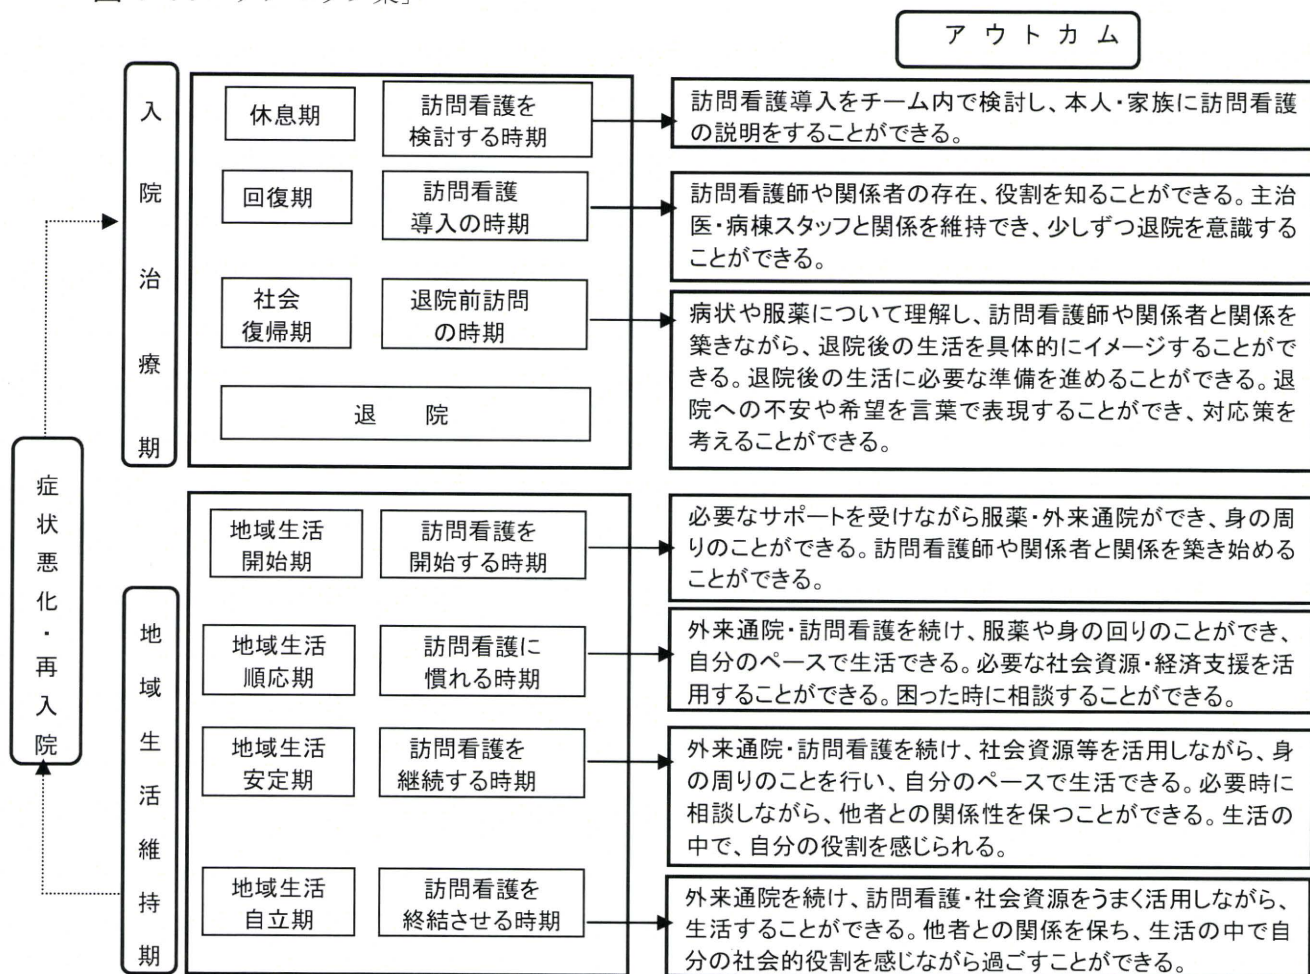 アウトカム
入院治療期
休息期
訪問看護を
検討する時期
訪問看護導入をチーム内で検討し、本人・家族に訪問看護
の説明をすることができる。
回復期
訪問看護
導入の時期
訪問看護師や関係者の存在、役割を知ることができる。主治
医・病棟スタッフと関係を維持でき、少しずつ退院を意識する
ことができる。
社会
復帰期
退院前訪問
の時期
病状や服薬について理解し、訪問看護師や関係者と関係を
築きながら、退院後の生活を具体的にイメージすることがで
きる。退院後の生活に必要な準備を進めることができる。退
院への不安や希望を言葉で表現することができ、対応策を
考えることができる。
退 院
症状悪化・再入院
地域生活維持期
地域生活
開始期
訪問看護を
開始する時期
必要なサポートを受けながら服薬・外来通院ができ、身の周
りのことができる。訪問看護師や関係者と関係を築き始める
ことができる。
地域生活
順応期
訪問看護に
慣れる時期
外来通院・訪問看護を続け、服薬や身の回りのことができ、
自分のペースで生活できる。必要な社会資源・経済支援を活
用することができる。困った時に相談することができる。
地域生活
安定期
訪問看護を
継続する時期
外来通院・訪問看護を続け、社会資源等を活用しながら、身
の周りのことを行い、自分のペースで生活できる。必要時に
相談しながら、他者との関係性を保つことができる。生活の
中で、自分の役割を感じられる。
地域生活
自立期
訪問看護を
終結させる時期
外来通院を続け、訪問看護・社会資源をうまく活用しながら、
生活することができる。他者との関係を保ち、生活の中で自
分の社会的役割を感じながら過ごすことができる。